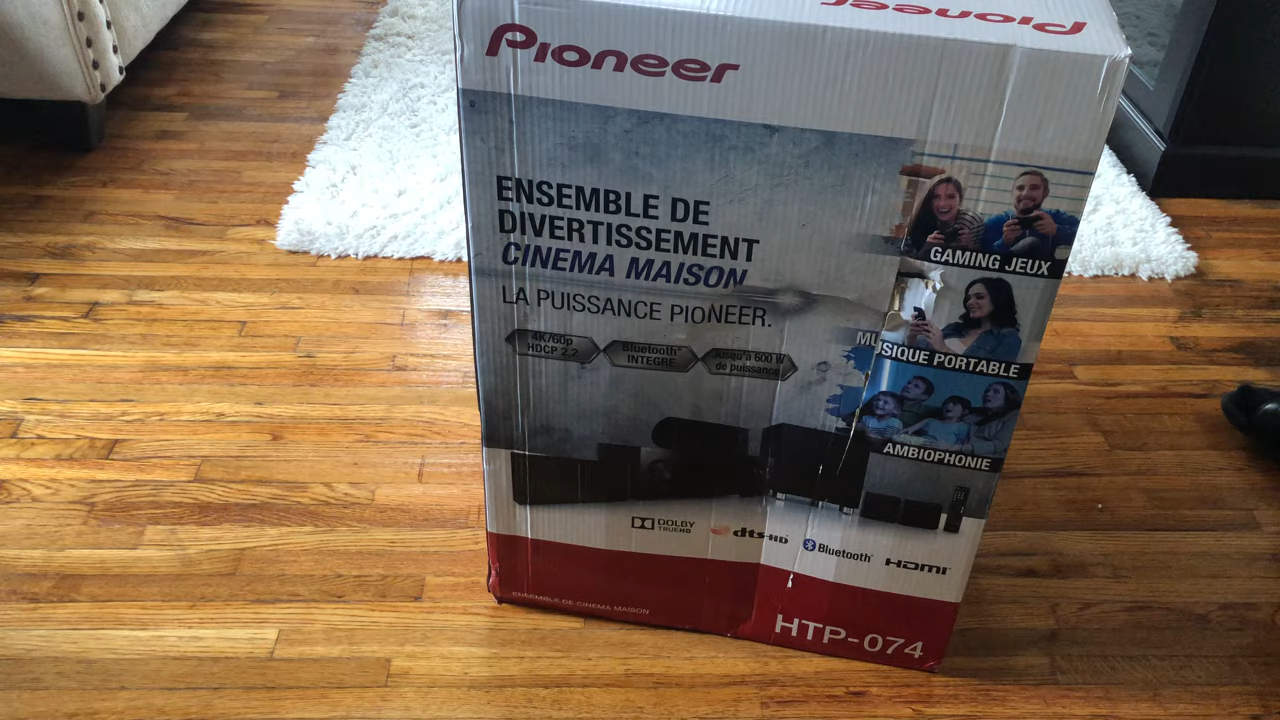 Pioneer
Pioneer
ENSEMBLE DE
DIVERTISSEMENT
CINEMA MAISON
LA PUISSANCE PIONEER.
4K/60p
HDCP 2.2
Bluetooth®
INTEGRE
Jusqu'à 600 W
de puissance
GAMING JEUX
MUSIQUE PORTABLE
AMBIOPHONIE
DOLBY
TRUEHD
dts-HD
Bluetooth®
HDMI
ENSEMBLE DE CINEMA MAISON
HTP-074